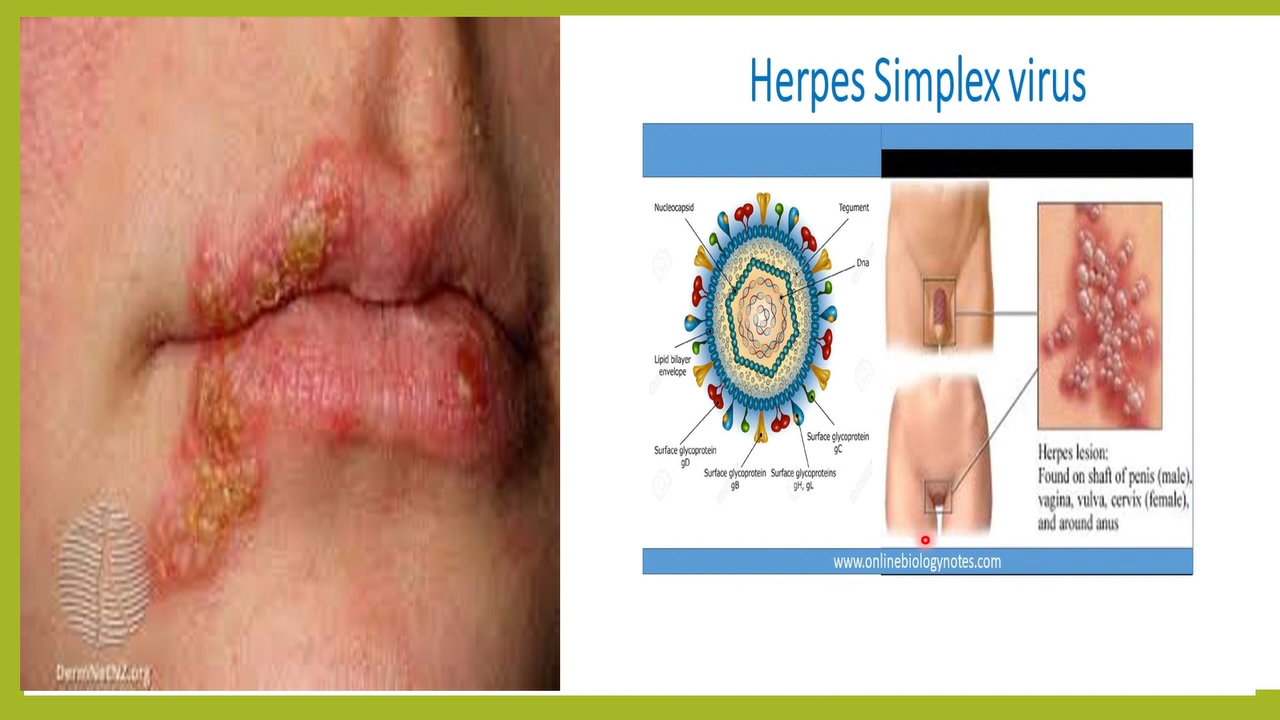 Herpes Simplex virus
Nucleocapsid
Tegument
Dna
Lipid bilayer
envelope
Surface glycoprotein
gD
Surface glycoprotein
gB
Surface glycoproteins
gH, gL
Surface glycoprotein
gC
Herpes lesion:
Found on shaft of penis (male),
vagina, vulva, cervix (female),
and around anus
www.onlinebiologynotes.com
DermNetNZ.org